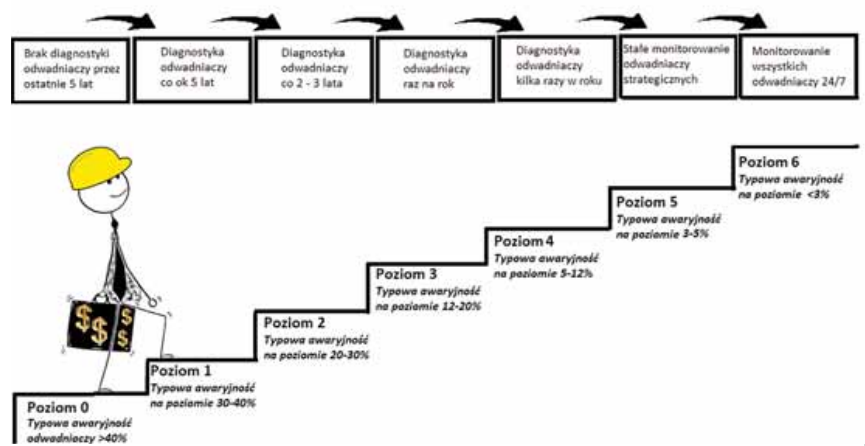 Brak diagnostyki
odwadniaczy przez
ostatnie 5 lat
Diagnostyka
odwadniaczy
co ok 5 lat
Diagnostyka
odwadniaczy
co 2 - 3 lata
Diagnostyka
odwadniaczy
raz na rok
Diagnostyka
odwadniaczy
kilka razy w roku
Stałe monitorowanie
odwadniaczy
strategicznych
Monitorowanie
wszystkich
odwadniaczy 24/7
Poziom 6
Typowa awaryjność
na poziomie <3%
Poziom 5
Typowa awaryjność
na poziomie 3-5%
Poziom 4
Typowa awaryjność
na poziomie 5-12%
Poziom 3
Typowa awaryjność
na poziomie 12-20%
Poziom 2
Typowa awaryjność
na poziomie 20-30%
Poziom 1
Typowa awaryjność
na poziomie 30-40%
Poziom 0
Typowa awaryjność
odwadniaczy >40%
$$
$
$